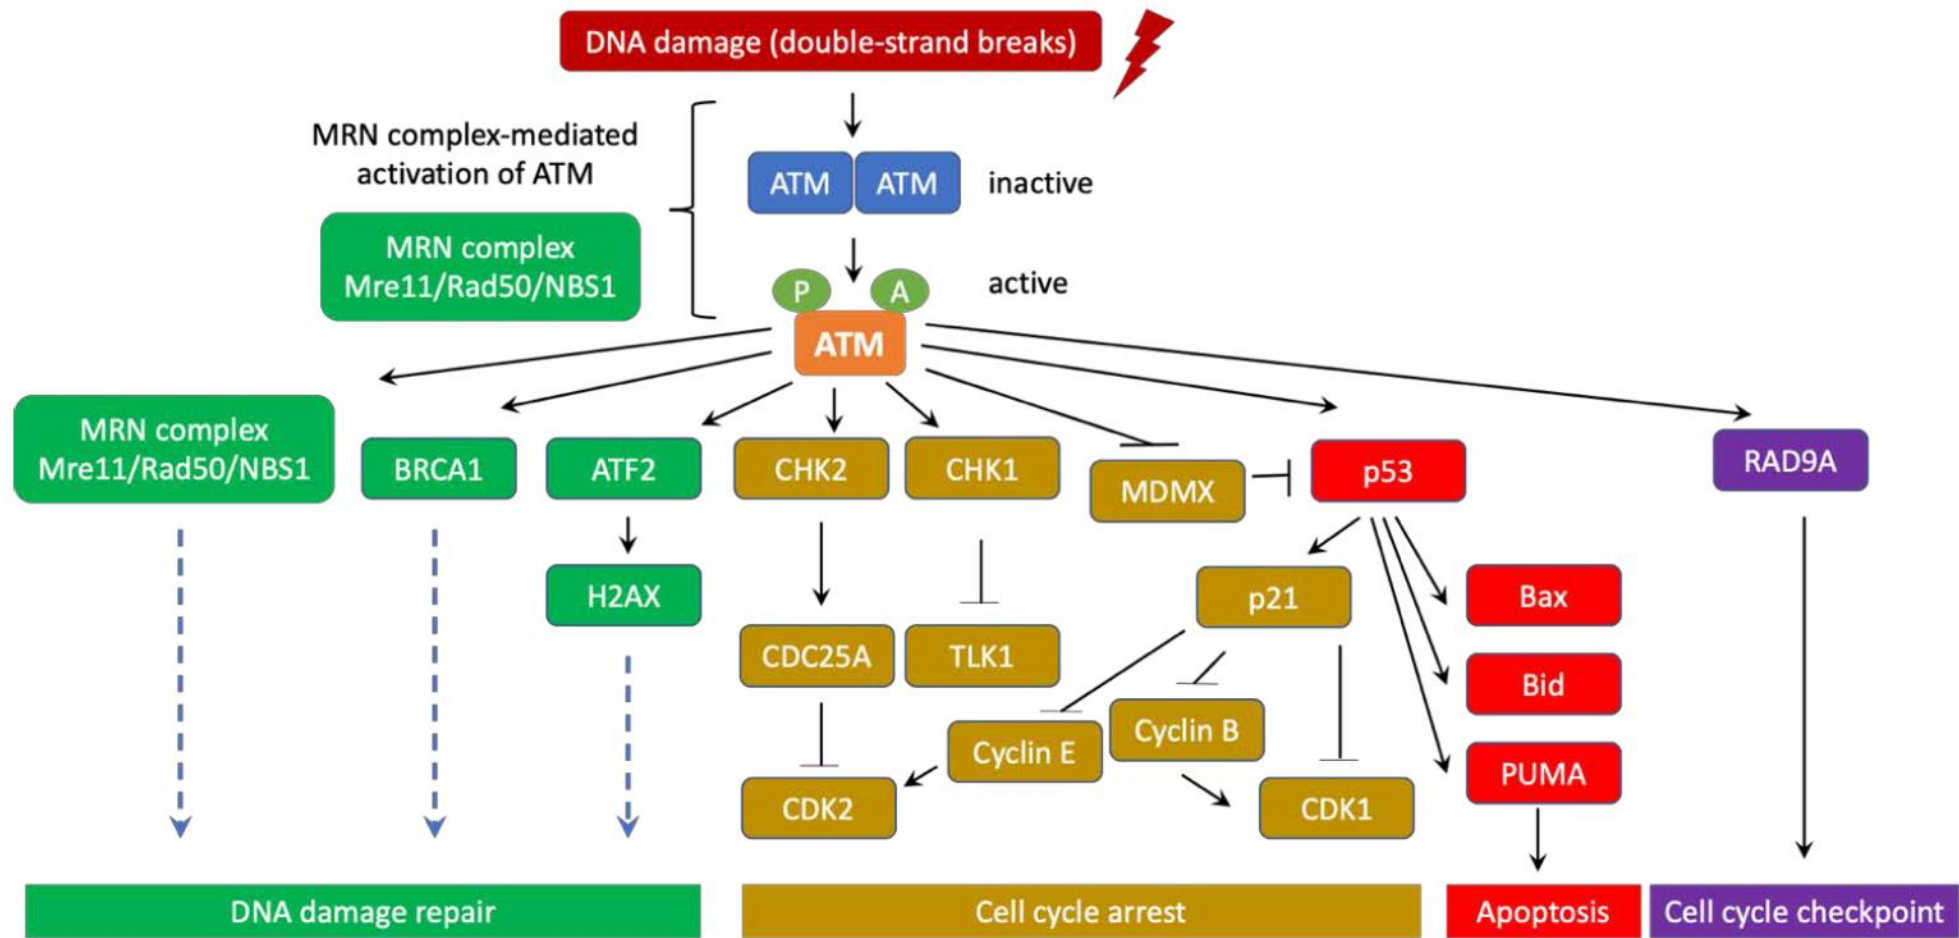 DNA damage (double-strand breaks)
MRN complex-mediated
activation of ATM
ATM
ATM
inactive
MRN complex
Mre11/Rad50/NBS1
P
A
active
ATM
MRN complex
Mre11/Rad50/NBS1
BRCA1
ATF2
CHK2
CHK1
MDMX
p53
RAD9A
H2AX
p21
Bax
CDC25A
TLK1
Bid
Cyclin E
Cyclin B
PUMA
CDK2
CDK1
DNA damage repair
Cell cycle arrest
Apoptosis
Cell cycle checkpoint